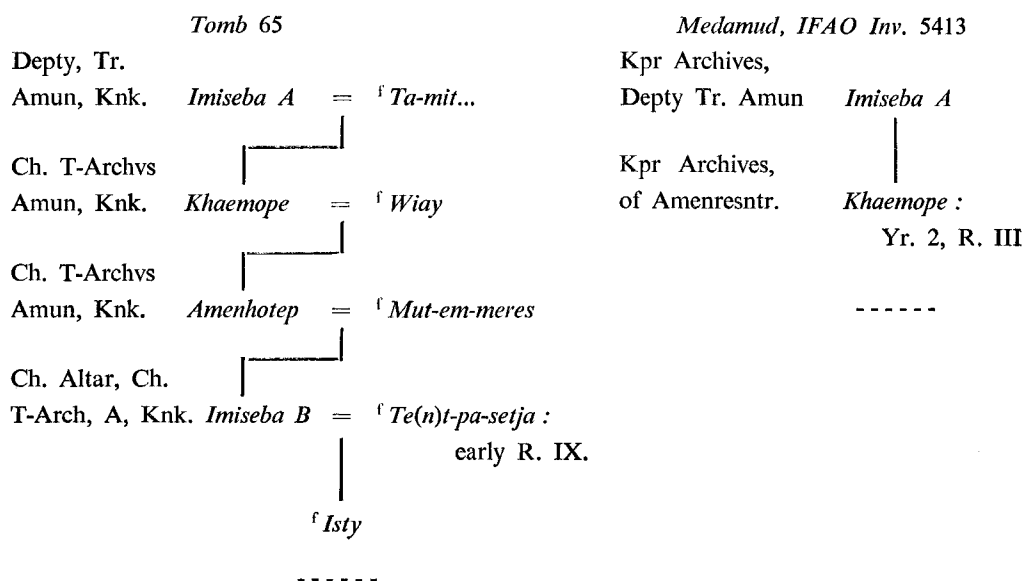 Tomb 65
Depty, Tr.
Amun, Knk. Imiseba A = f Ta-mit...
Ch. T-Archvs
Amun, Knk. Khaemope = f Wiay
Ch. T-Archvs
Amun, Knk. Amenhotep = f Mut-em-meres
Ch. Altar, Ch.
T-Arch, A, Knk. Imiseba B = f Te(n)t-pa-setja :
early R. IX.
f Isty
------
Medamud, IFAO Inv. 5413
Kpr Archives,
Depty Tr. Amun Imiseba A
Kpr Archives,
of Amenresntr. Khaemope :
Yr. 2, R. III
------